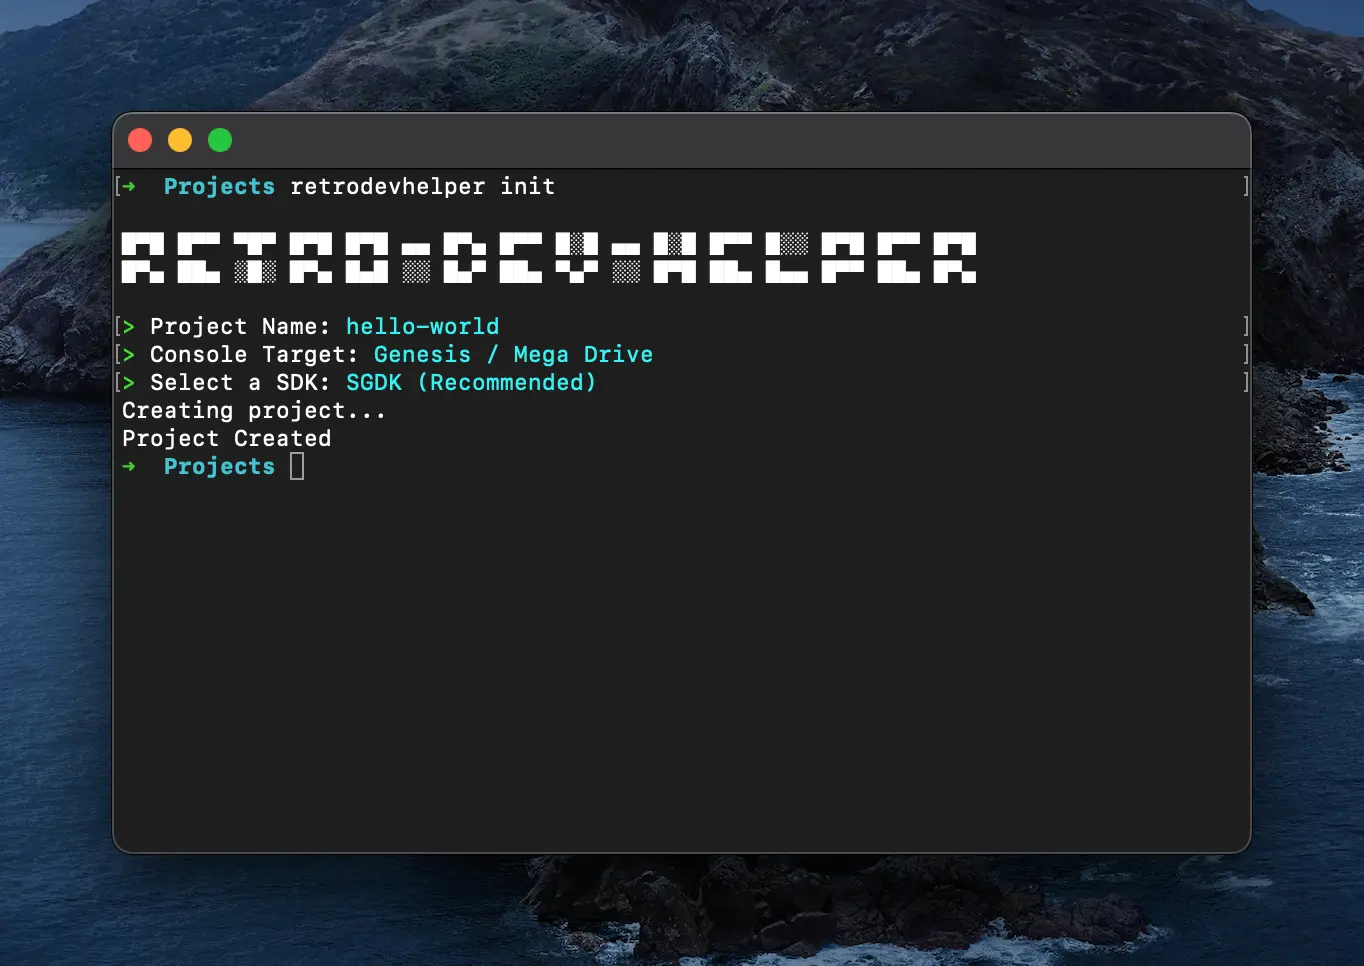 [➜  Projects retrodevhelper init ]
RETRO-DEV-HELPER
[> Project Name: hello-world ]
[> Console Target: Genesis / Mega Drive ]
[> Select a SDK: SGDK (Recommended) ]
Creating project...
Project Created
➜  Projects